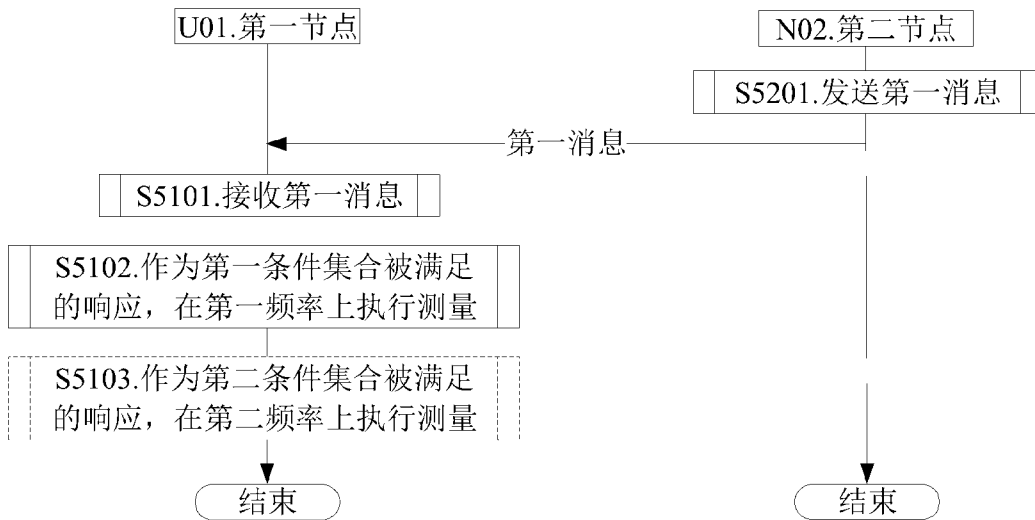 U01.第一节点
N02.第二节点
S5201.发送第一消息
第一消息
S5101.接收第一消息
S5102.作为第一条件集合被满足
的响应，在第一频率上执行测量
S5103.作为第二条件集合被满足
的响应，在第二频率上执行测量
结束
结束